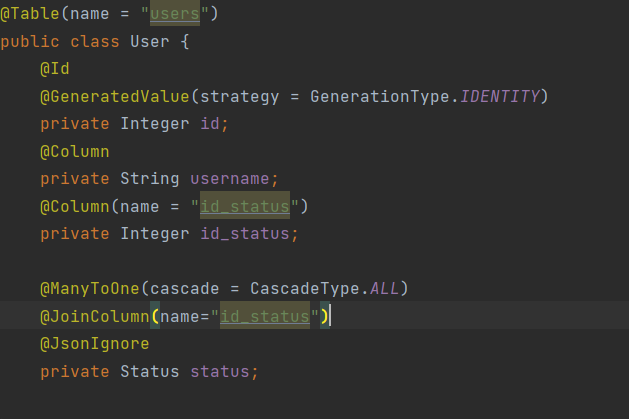 @Table(name = "users")
public class User {
@Id
@GeneratedValue(strategy = GenerationType.IDENTITY)
private Integer id;
@Column
private String username;
@Column(name = "id_status")
private Integer id_status;
@ManyToOne(cascade = CascadeType.ALL)
@JoinColumn(name="id_status")
@JsonIgnore
private Status status;